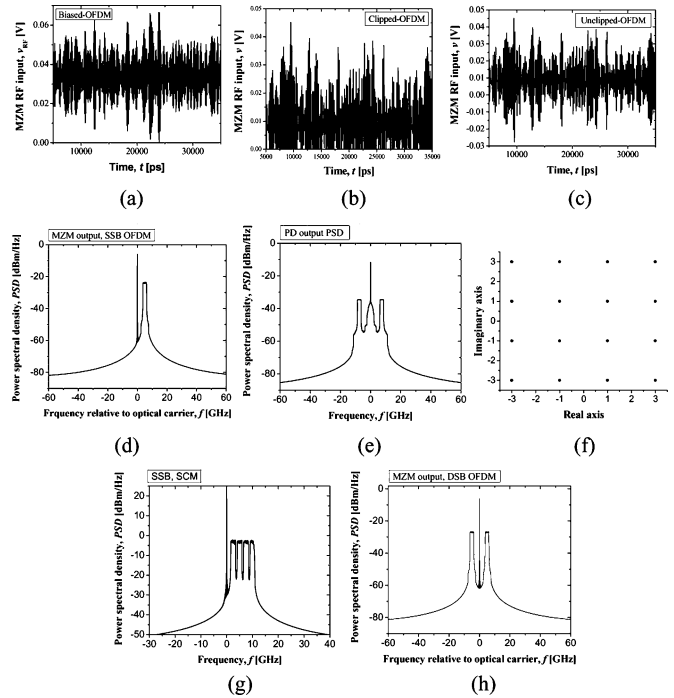 Biased-OFDM
MZM RF input, v_RF [V]
0.06
0.04
0.02
0.00
10000 20000 30000
Time, t [ps]
(a)
Clipped-OFDM
MZM RF input, v [V]
0.05
0.04
0.03
0.02
0.01
0.00
5000 10000 15000 20000 25000 30000 35000
Time, t [ps]
(b)
Unclipped-OFDM
MZM RF input, v [V]
0.05
0.04
0.03
0.02
0.01
0.00
-0.01
-0.02
-0.03
10000 20000 30000
Time, t [ps]
(c)
MZM output, SSB OFDM
Power spectral density, PSD [dBm/Hz]
0
-20
-40
-60
-80
-60 -40 -20 0 20 40 60
Frquency relative to optical carrier, f [GHz]
(d)
PD output PSD
Power spectral density, PSD [dBm/Hz]
0
-20
-40
-60
-80
-60 -40 -20 0 20 40 60
Frequency, f [GHz]
(e)
Imaginary axis
3
2
1
0
-1
-2
-3
-3 -2 -1 0 1 2 3
Real axis
(f)
SSB, SCM
Power spectral density, PSD [dBm/Hz]
20
10
0
-10
-20
-30
-40
-50
-30 -20 -10 0 10 20 30 40
Frequency, f [GHz]
(g)
MZM output, DSB OFDM
Power spectral density, PSD [dBm/Hz]
0
-20
-40
-60
-80
-60 -40 -20 0 20 40 60
Frquency relative to optical carrier, f [GHz]
(h)